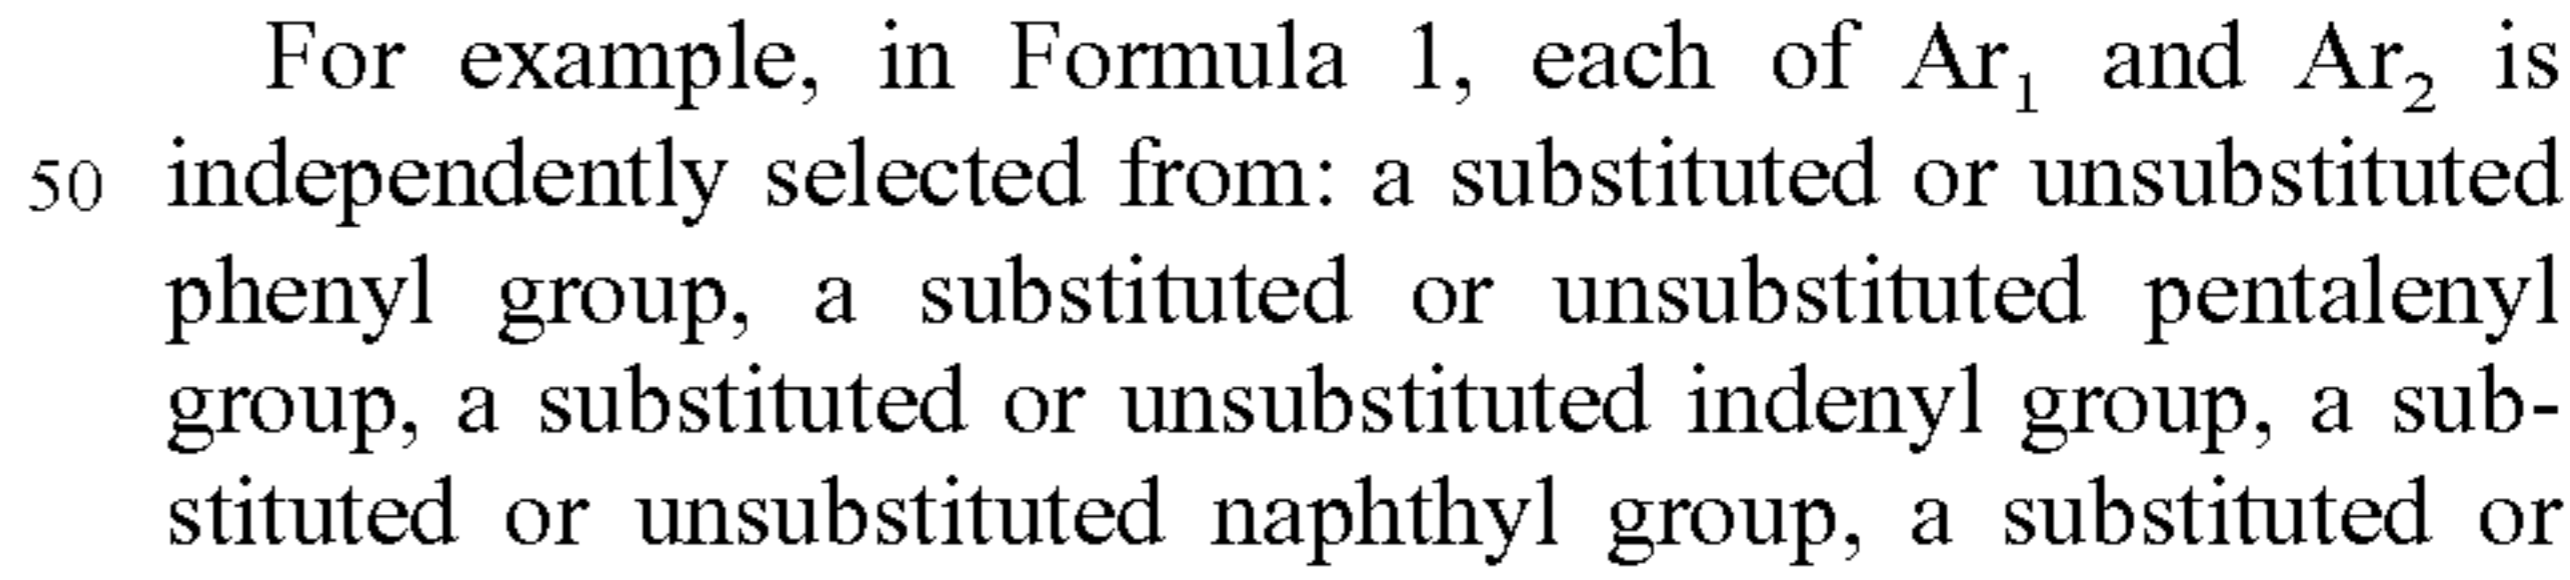 For example, in Formula 1, each of Ar₁ and Ar₂ is
50 independently selected from: a substituted or unsubstituted
phenyl group, a substituted or unsubstituted pentalenyl
group, a substituted or unsubstituted indenyl group, a sub-
stituted or unsubstituted naphthyl group, a substituted or